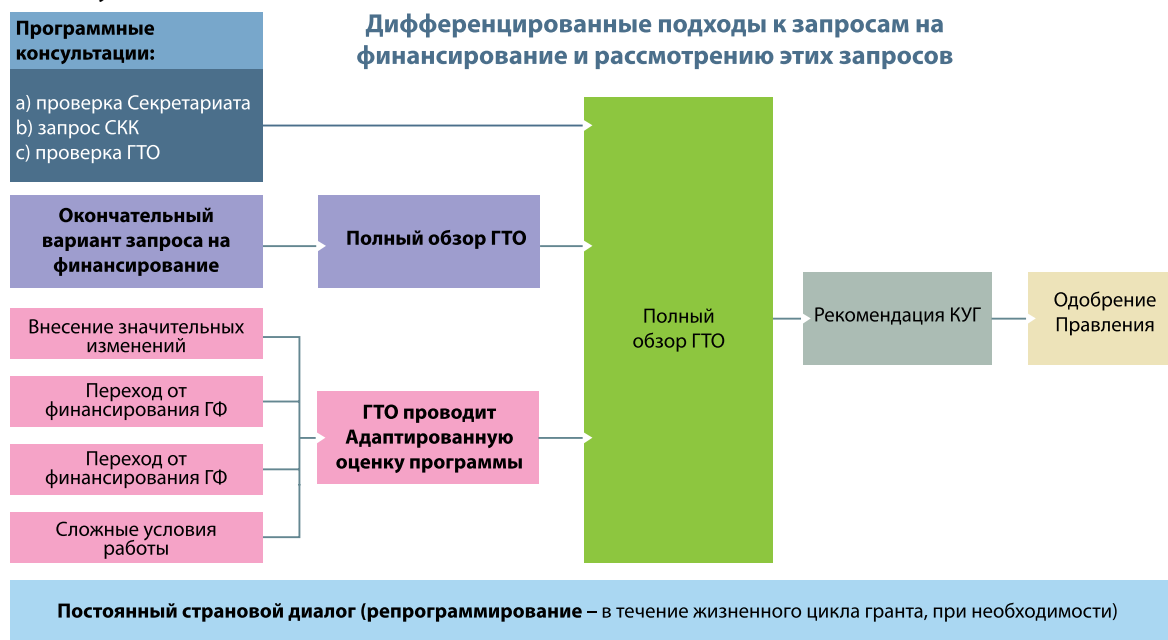 Дифференцированные подходы к запросам на
финансирование и рассмотрению этих запросов
Программные
консультации:
a) проверка Секретариата
b) запрос СКК
c) проверка ГТО
Окончательный
вариант запроса на
финансирование
Полный обзор ГТО
Внесение значительных
изменений
Переход от
финансирования ГФ
Переход от
финансирования ГФ
Сложные условия
работы
ГТО проводит
Адаптированную
оценку программы
Полный
обзор ГТО
Рекомендация КУГ
Одобрение
Правления
Постоянный страновой диалог (репрограммирование – в течение жизненного цикла гранта, при необходимости)